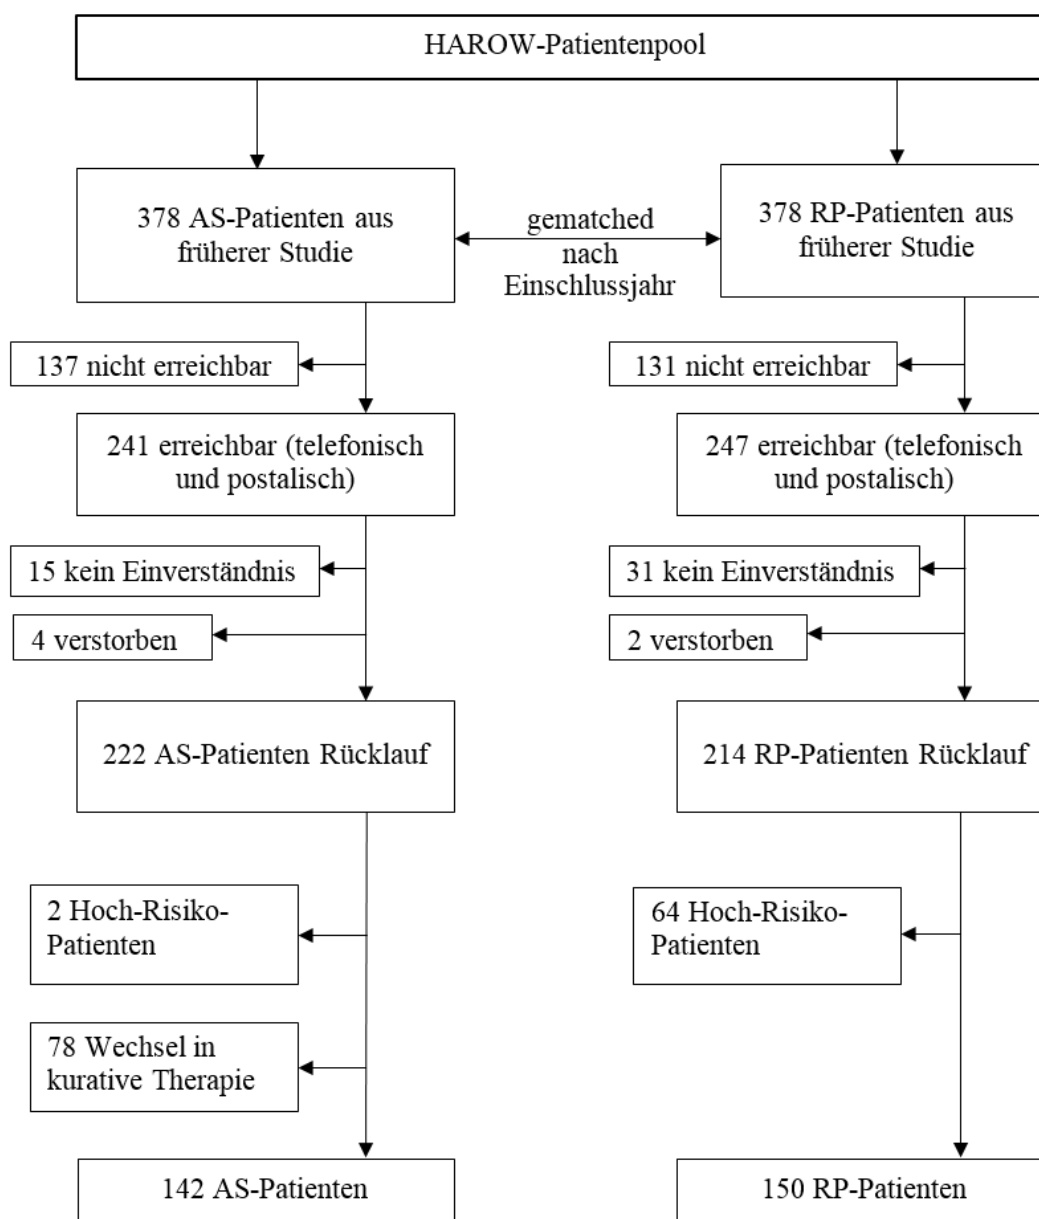 HAROW-Patientenpool
378 AS-Patienten aus
früherer Studie
gematched
nach
Einschlussjahr
378 RP-Patienten aus
früherer Studie
137 nicht erreichbar
131 nicht erreichbar
241 erreichbar (telefonisch
und postalisch)
247 erreichbar (telefonisch
und postalisch)
15 kein Einverständnis
31 kein Einverständnis
4 verstorben
2 verstorben
222 AS-Patienten Rücklauf
214 RP-Patienten Rücklauf
2 Hoch-Risiko-
Patienten
64 Hoch-Risiko-
Patienten
78 Wechsel in
kurative Therapie
142 AS-Patienten
150 RP-Patienten